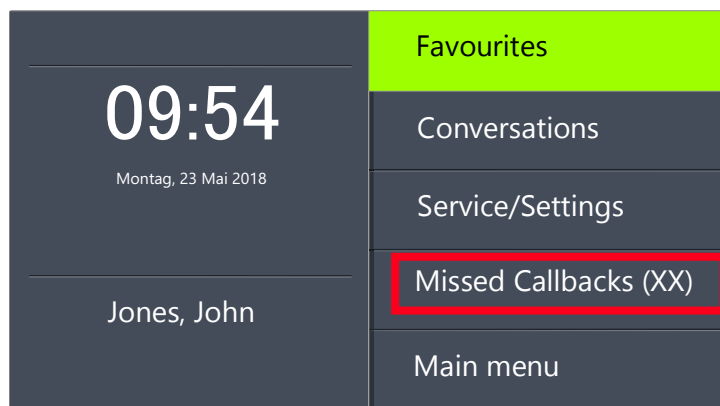 09:54
Montag, 23 Mai 2018
Jones, John
Favourites
Conversations
Service/Settings
Missed Callbacks (XX)
Main menu